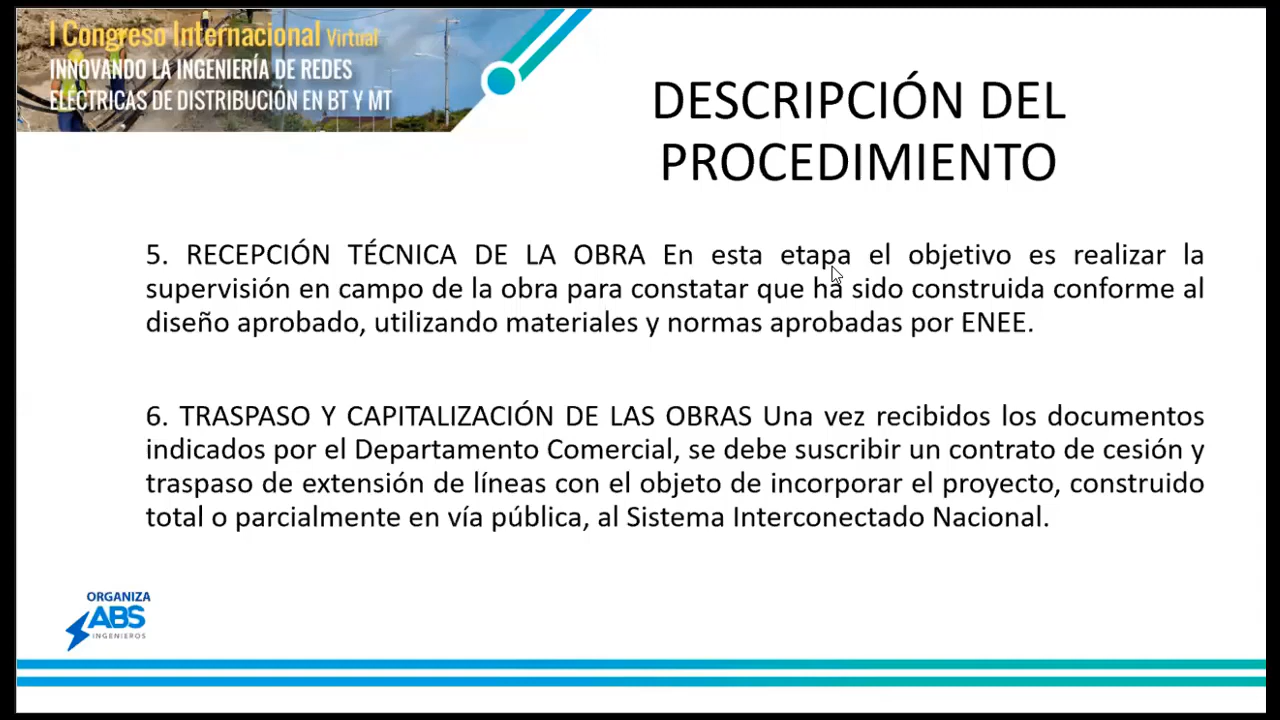 I Congreso Internacional Virtual
INNOVANDO LA INGENIERÍA DE REDES
ELÉCTRICAS DE DISTRIBUCIÓN EN BT Y MT
DESCRIPCIÓN DEL
PROCEDIMIENTO
5. RECEPCIÓN TÉCNICA DE LA OBRA En esta etapa el objetivo es realizar la
supervisión en campo de la obra para constatar que ha sido construida conforme al
diseño aprobado, utilizando materiales y normas aprobadas por ENEE.
6. TRASPASO Y CAPITALIZACIÓN DE LAS OBRAS Una vez recibidos los documentos
indicados por el Departamento Comercial, se debe suscribir un contrato de cesión y
traspaso de extensión de líneas con el objeto de incorporar el proyecto, construido
total o parcialmente en vía pública, al Sistema Interconectado Nacional.
ORGANIZA
ABS
INGENIEROS